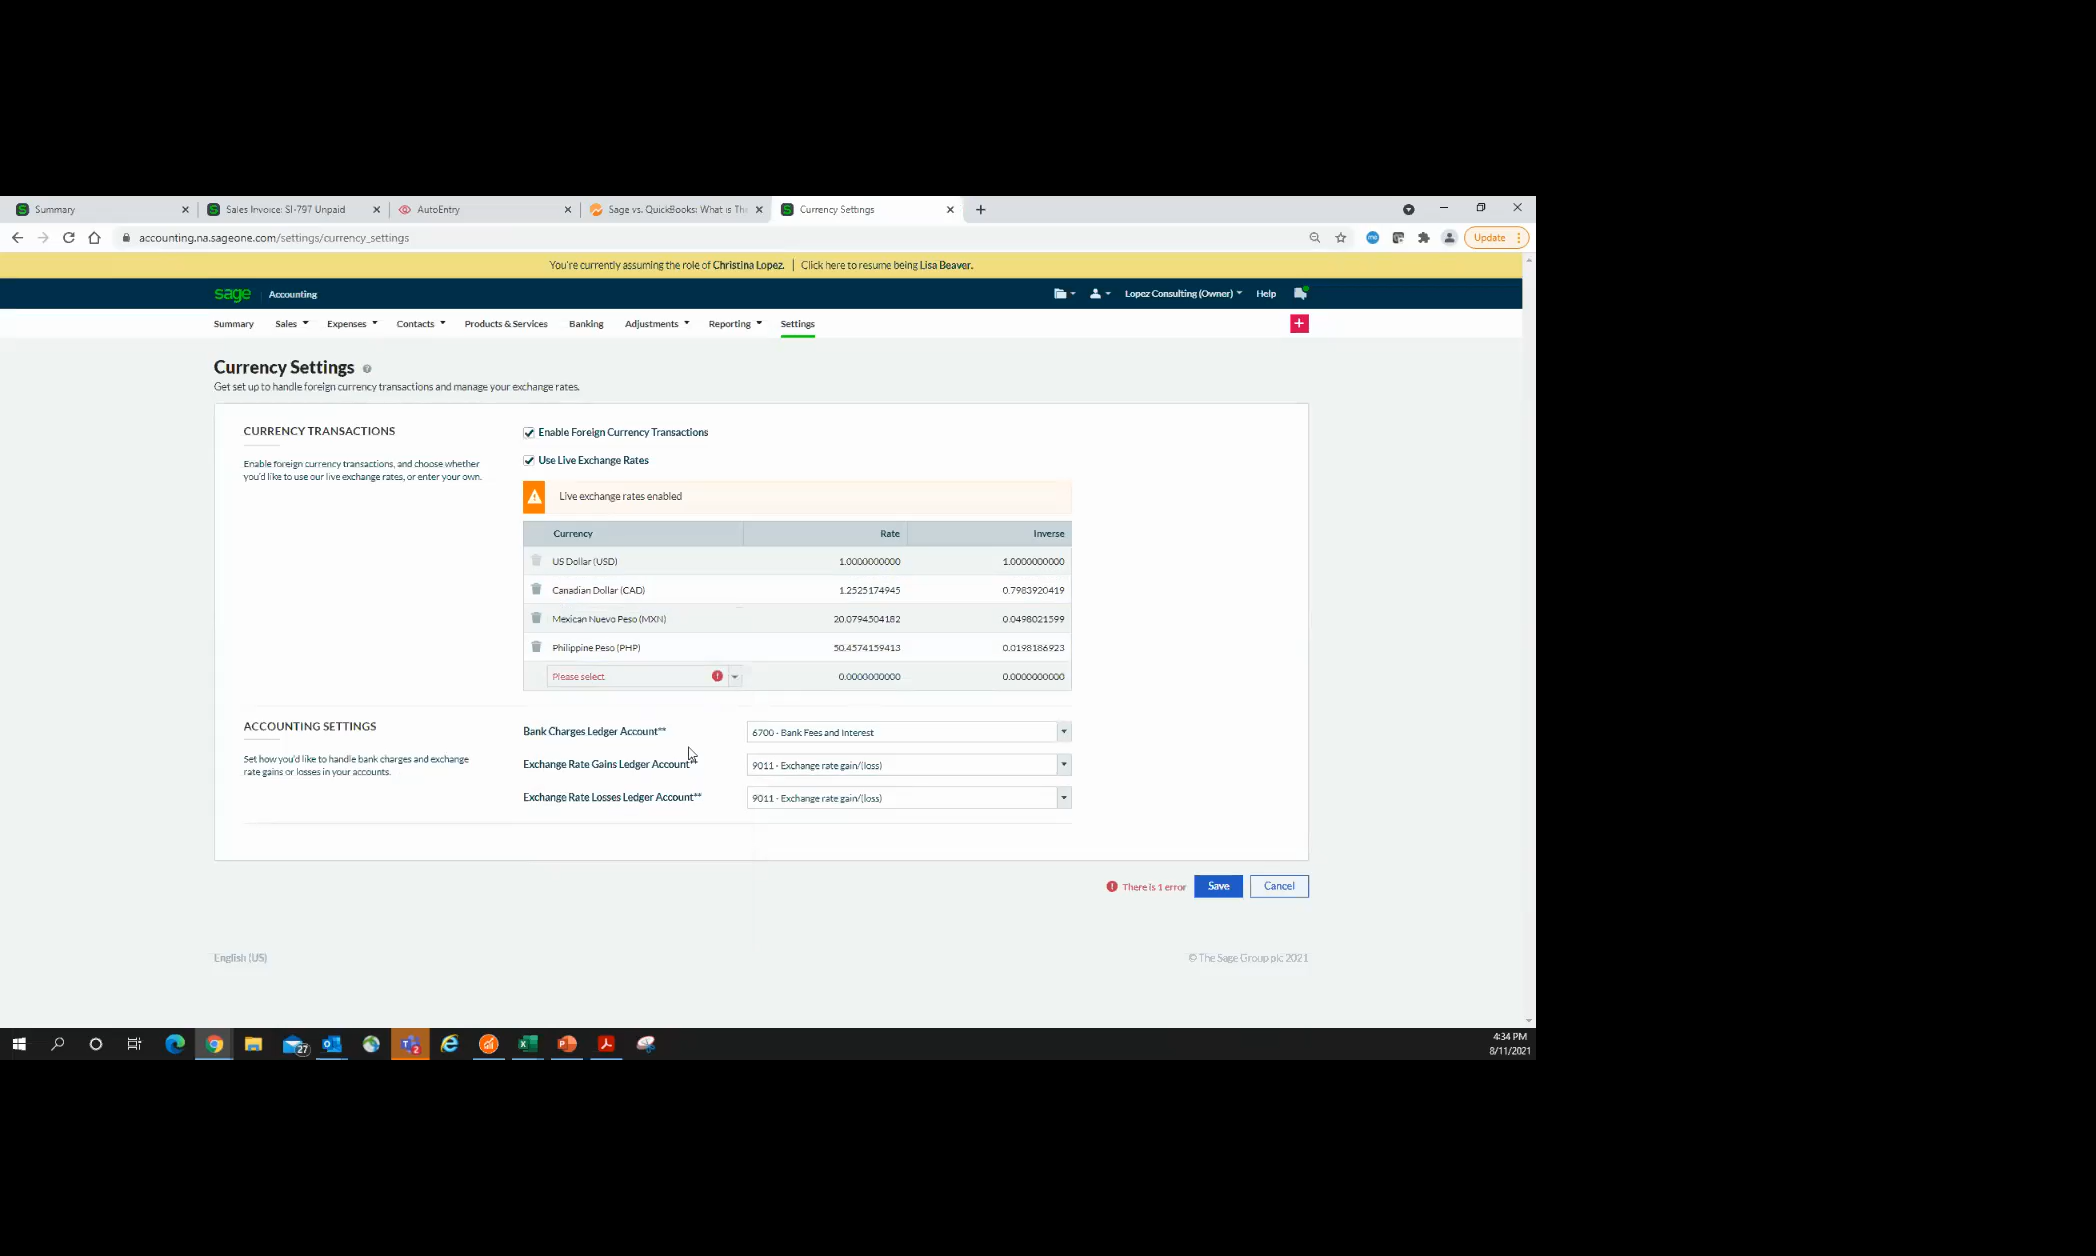 Summary
Sales Invoice: SI-797 Unpaid
AutoEntry
Sage vs. QuickBooks: What is The
Currency Settings
accounting.na.sageone.com/settings/currency_settings
Update
You're currently assuming the role of Christina Lopez. | Click here to resume being Lisa Beaver.
sage Accounting
Lopez Consulting (Owner)
Help
Summary
Sales
Expenses
Contacts
Products & Services
Banking
Adjustments
Reporting
Settings
Currency Settings
Get set up to handle foreign currency transactions and manage your exchange rates.
CURRENCY TRANSACTIONS
Enable foreign currency transactions, and choose whether
you'd like to use our live exchange rates, or enter your own.
Enable Foreign Currency Transactions
Use Live Exchange Rates
Live exchange rates enabled
Currency Rate Inverse
US Dollar (USD) 1.0000000000 1.0000000000
Canadian Dollar (CAD) 1.2525174945 0.7983920419
Mexican Nuevo Peso (MXN) 20.0794504182 0.0498021599
Philippine Peso (PHP) 50.4574159413 0.0198186923
Please select 0.0000000000 0.0000000000
ACCOUNTING SETTINGS
Set how you'd like to handle bank charges and exchange
rate gains or losses in your accounts.
Bank Charges Ledger Account** 6700 - Bank Fees and Interest
Exchange Rate Gains Ledger Account 9011 - Exchange rate gain/(loss)
Exchange Rate Losses Ledger Account** 9011 - Exchange rate gain/(loss)
There is 1 error
Save
Cancel
English (US)
© The Sage Group plc 2021
27
2
4:34 PM
8/11/2021